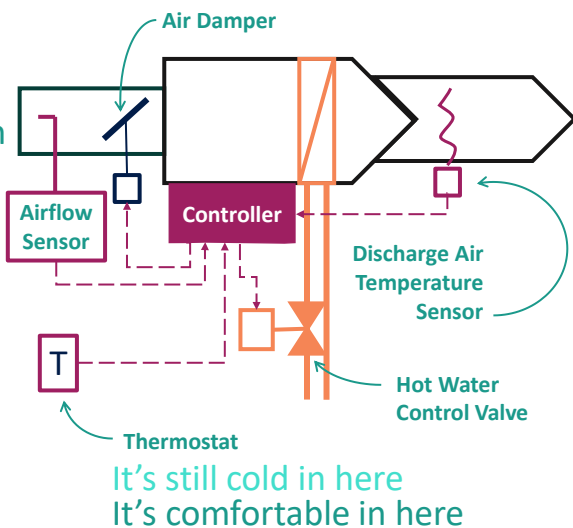 Air Damper
n
Airflow
Sensor
Controller
Discharge Air
Temperature
Sensor
T
Hot Water
Control Valve
Thermostat
It's still cold in here
It's comfortable in here